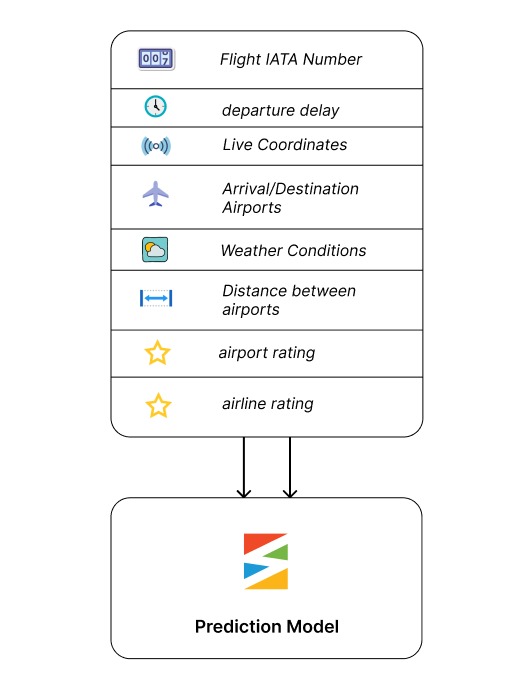 007
Flight IATA Number
departure delay
Live Coordinates
Arrival/Destination
Airports
Weather Conditions
Distance between
airports
airport rating
airline rating
Prediction Model